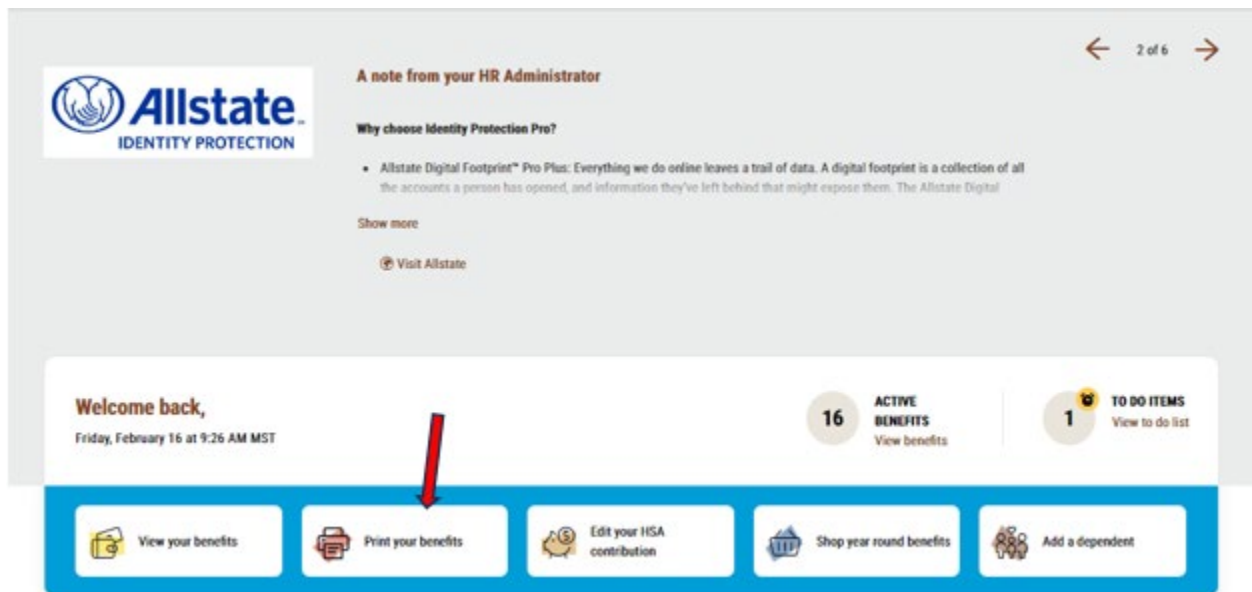 2 of 6
Allstate
IDENTITY PROTECTION
A note from your HR Administrator
Why choose Identity Protection Pro?
• Allstate Digital Footprint™ Pro Plus: Everything we do online leaves a trail of data. A digital footprint is a collection of all
the accounts a person has opened, and information they've left behind that might expose them. The Allstate Digital
Show more
Visit Allstate
Welcome back,
Friday, February 16 at 9:26 AM MST
16
ACTIVE
BENEFITS
View benefits
1
TO DO ITEMS
View to do list
View your benefits
Print your benefits
Edit your HSA
contribution
Shop year round benefits
Add a dependent